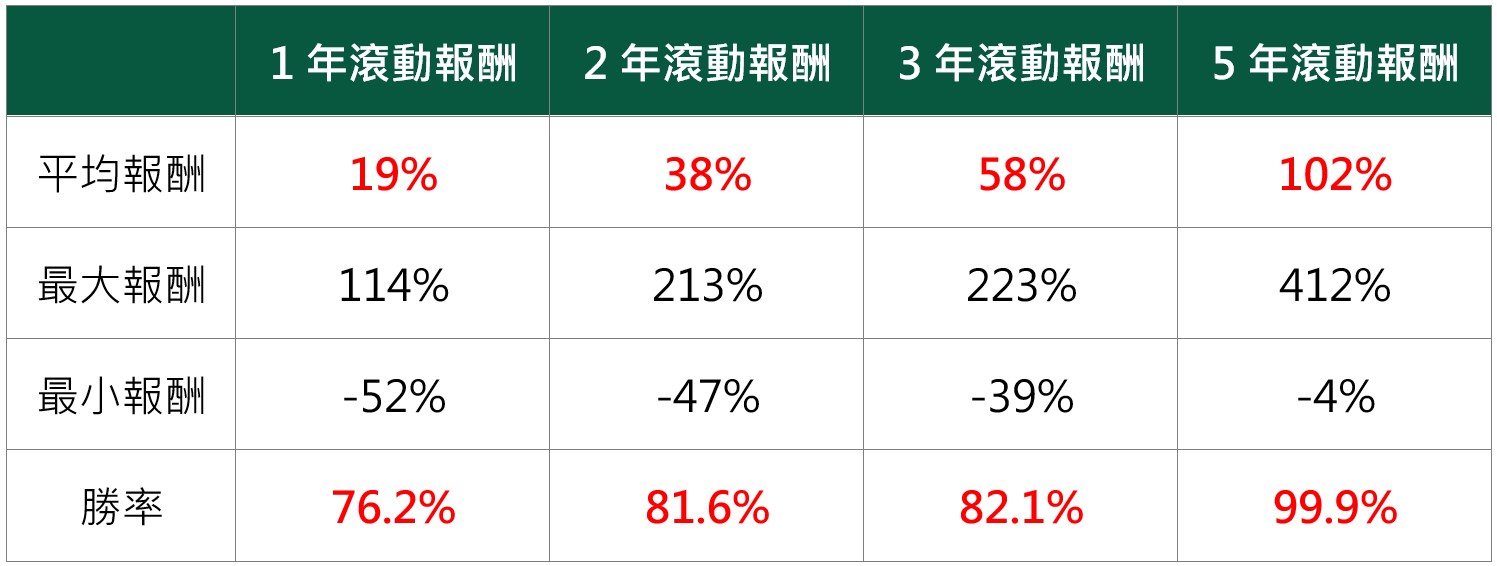 1 年滾動報酬 2 年滾動報酬 3 年滾動報酬 5 年滾動報酬
平均報酬 19% 38% 58% 102%
最大報酬 114% 213% 223% 412%
最小報酬 -52% -47% -39% -4%
勝率 76.2% 81.6% 82.1% 99.9%